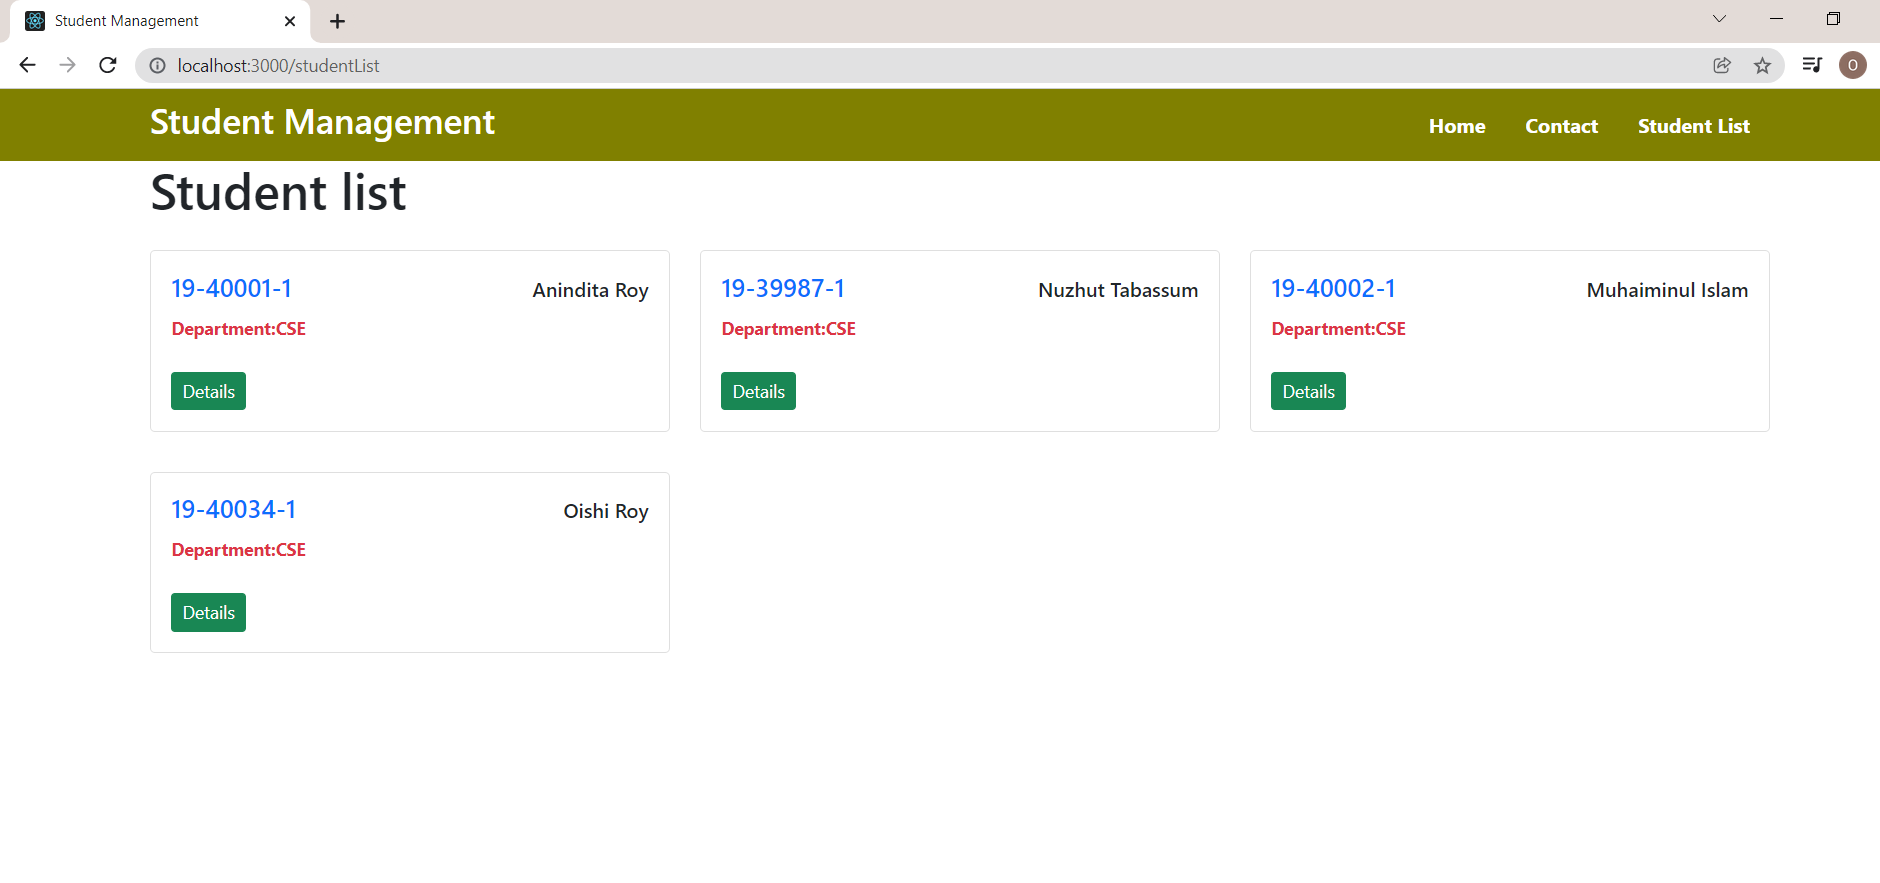 Student Management
localhost:3000/studentList
O
Student Management
Home Contact Student List
Student list
19-40001-1 Anindita Roy
Department:CSE
Details
19-39987-1 Nuzhut Tabassum
Department:CSE
Details
19-40002-1 Muhaiminul Islam
Department:CSE
Details
19-40034-1 Oishi Roy
Department:CSE
Details